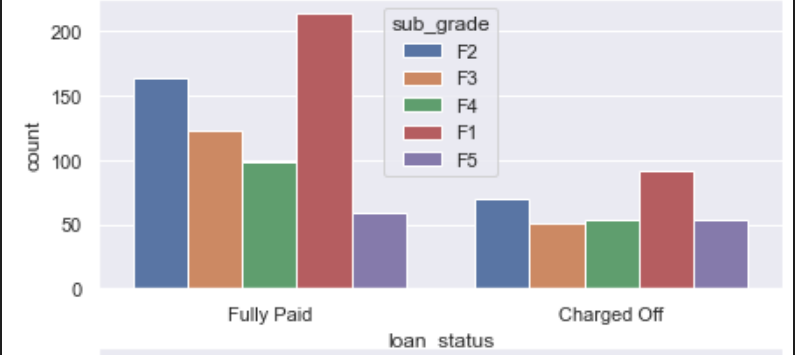 200
150
100
50
0
count
sub_grade
F2
F3
F4
F1
F5
Fully Paid
Charged Off
loan_status